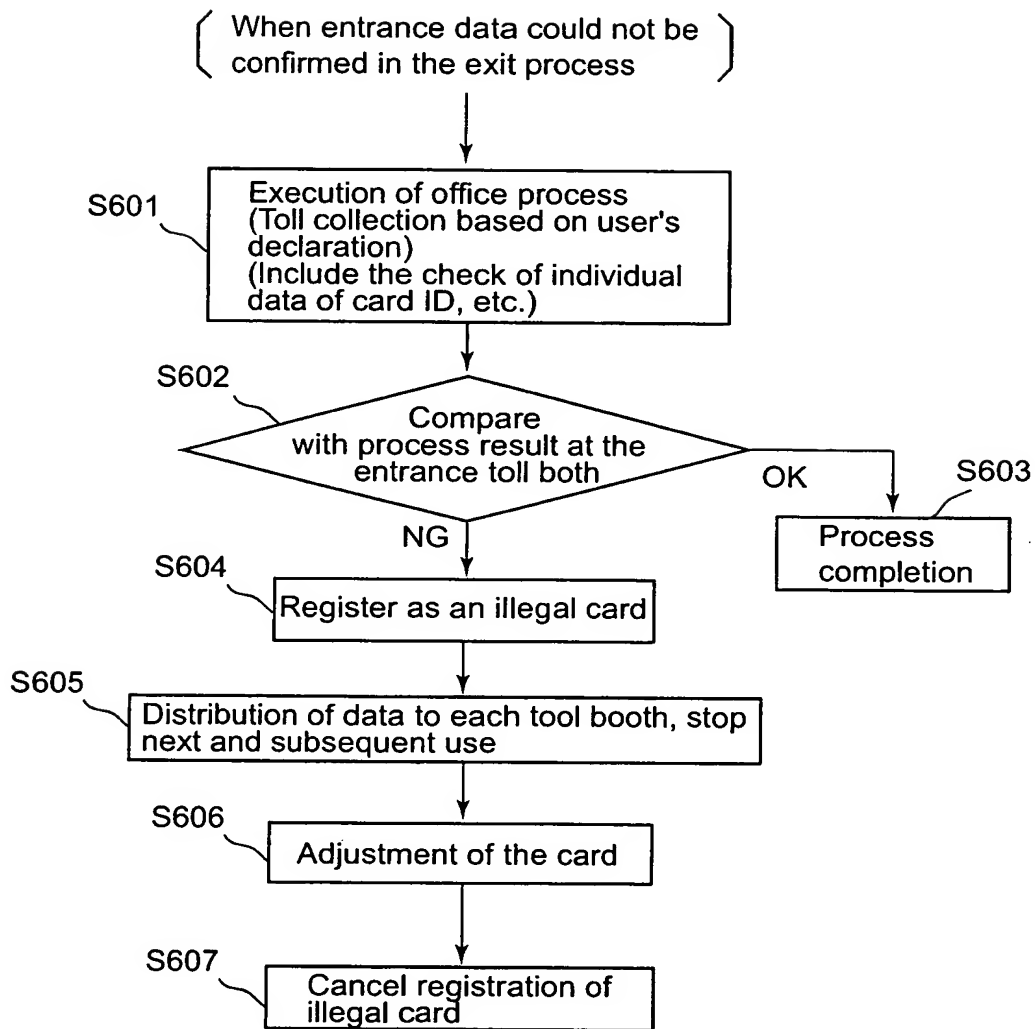 When entrance data could not be
confirmed in the exit process
S601
Execution of office process
(Toll collection based on user's
declaration)
(Include the check of individual
data of card ID, etc.)
S602
Compare
with process result at the
entrance toll both
OK
S603
Process
completion
NG
S604
Register as an illegal card
S605
Distribution of data to each tool booth, stop
next and subsequent use
S606
Adjustment of the card
S607
Cancel registration of
illegal card